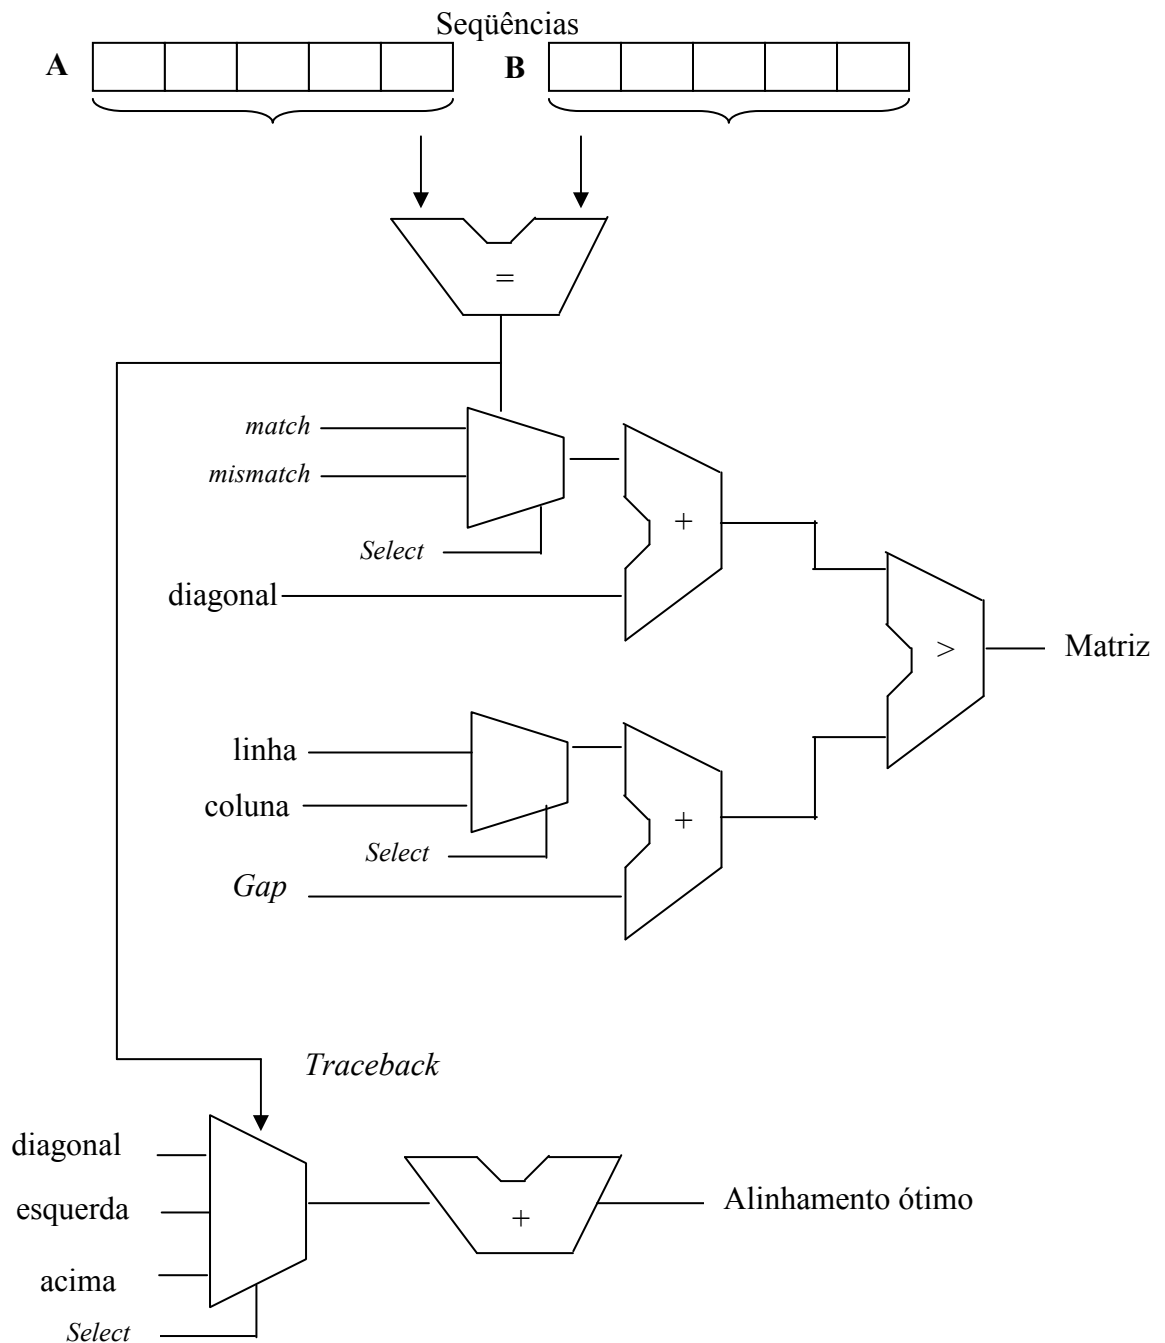 Seqüências
A
B
=
match
mismatch
Select
+
diagonal
>
Matriz
linha
coluna
Select
+
Gap
Traceback
diagonal
esquerda
acima
Select
+
Alinhamento ótimo